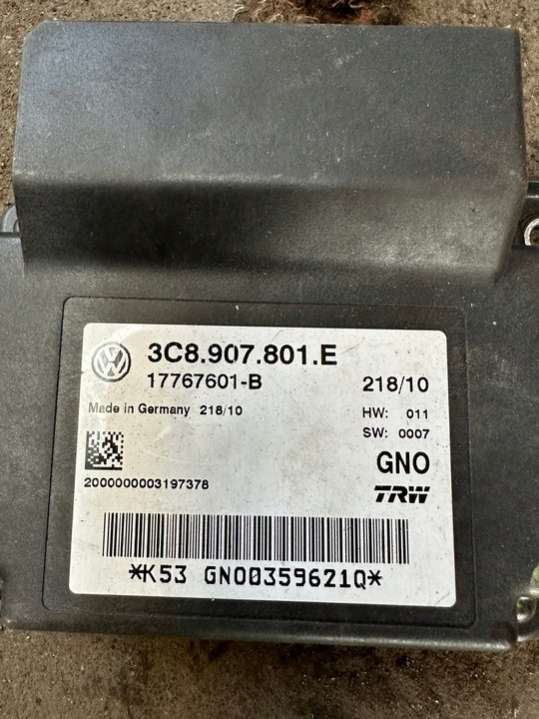 3C8.907.801.E
17767601-B 218/10
Made in Germany 218/10 HW: 011
SW: 0007
GNO
2000000003197378
TRW
*K53 GNO0359621Q*